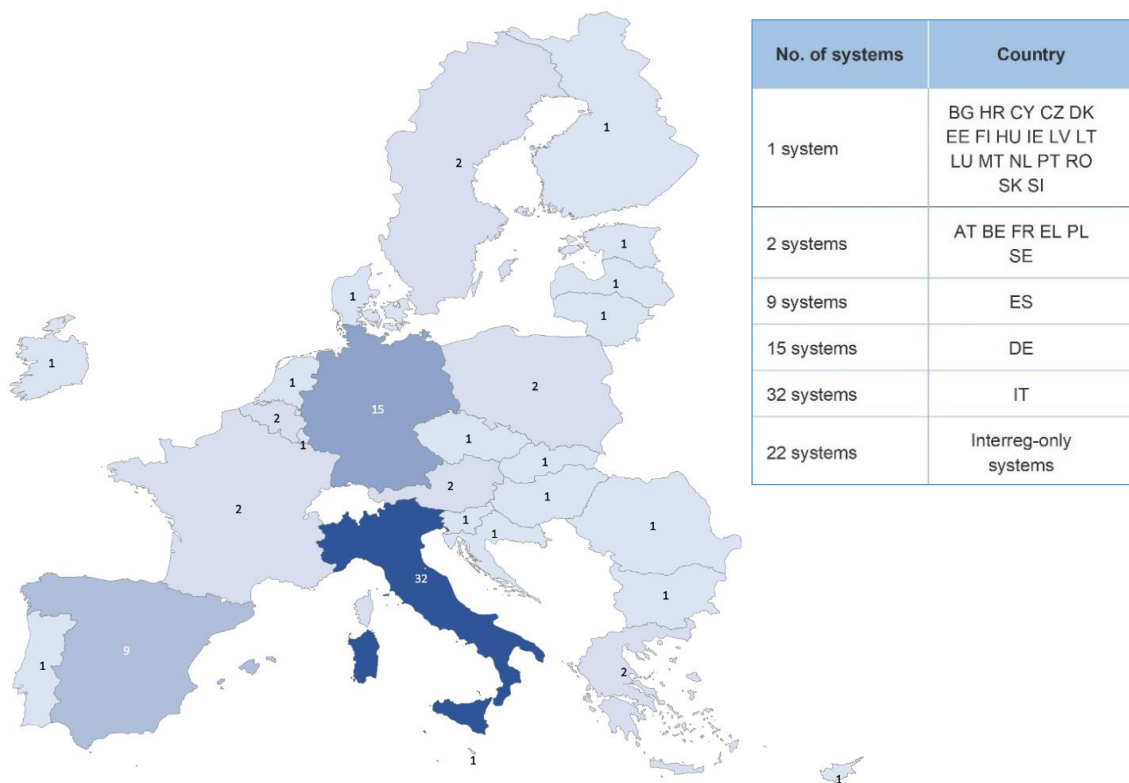 No. of systems Country
1 system
BG HR CY CZ DK
EE FI HU IE LV LT
LU MT NL PT RO
SK SI
2 systems
AT BE FR EL PL
SE
9 systems ES
15 systems DE
32 systems IT
22 systems
Interreg-only
systems
1
2
1
1
1
1
1
1
2
15
2
1
1
1
2
1
1
2
1
1
1
32
1
9
1
2
1
1